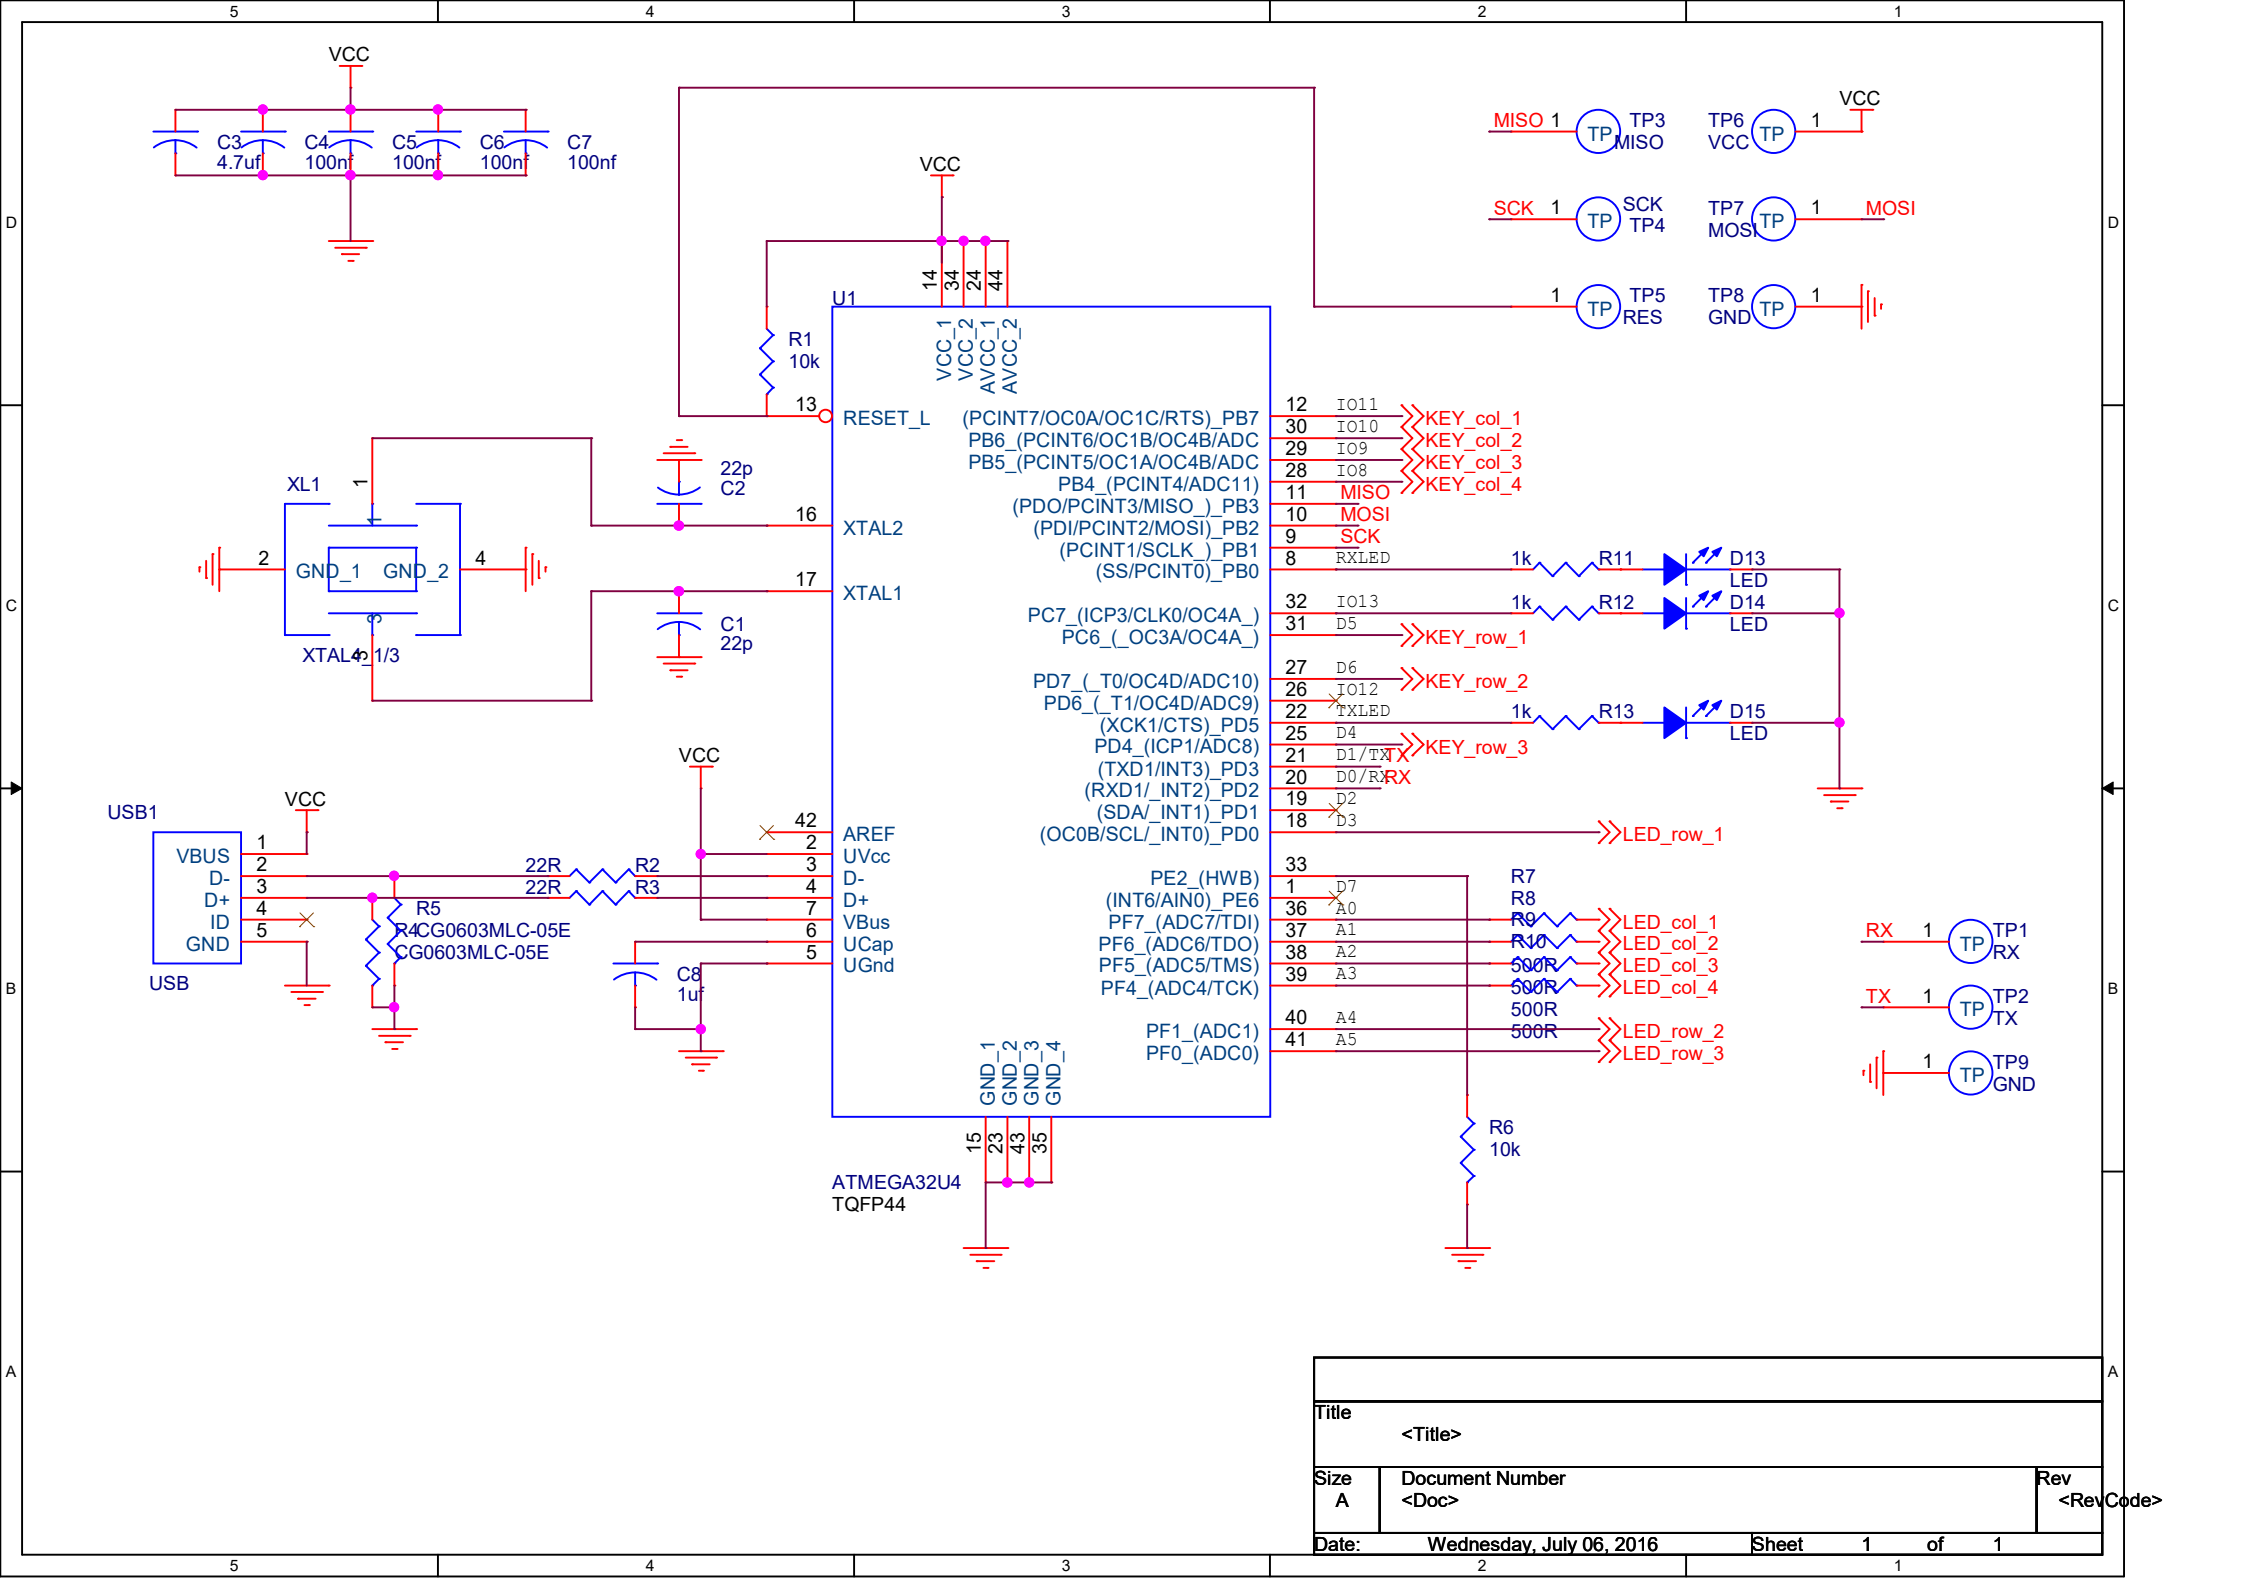 5 4 3 2 1
D
C
B
A
D
C
B
A
VCC
C3
4.7uf
C4
100nf
C5
100nf
C6
100nf
C7
100nf
VCC
MISO 1 TP TP3
MISO
TP6
VCC TP 1 VCC
SCK 1 TP SCK
TP4
TP7
MOSI TP 1 MOSI
1 TP TP5
RES
TP8
GND TP 1
U1
14 34 24 44
VCC_1
VCC_2
AVCC_1
AVCC_2
R1
10k
13 RESET_L
22p
C2
16 XTAL2
17 XTAL1
C1
22p
XL1
1
1
2 GND_1 GND_2 4
3
3
XTAL4_1/3
(PCINT7/OC0A/OC1C/RTS)_PB7 12 IO11 KEY_col_1
PB6_(PCINT6/OC1B/OC4B/ADC 30 IO10 KEY_col_2
PB5_(PCINT5/OC1A/OC4B/ADC 29 IO9 KEY_col_3
PB4_(PCINT4/ADC11) 28 IO8 KEY_col_4
(PDO/PCINT3/MISO_)_PB3 11 MISO
(PDI/PCINT2/MOSI)_PB2 10 MOSI
(PCINT1/SCLK_)_PB1 9 SCK
(SS/PCINT0)_PB0 8 RXLED 1k R11 D13
LED
PC7_(ICP3/CLK0/OC4A_) 32 IO13 1k R12 D14
LED
PC6_(_OC3A/OC4A_) 31 D5 KEY_row_1
PD7_(_T0/OC4D/ADC10) 27 D6 KEY_row_2
PD6_(_T1/OC4D/ADC9) 26 IO12
(XCK1/CTS)_PD5 22 TXLED 1k R13 D15
LED
PD4_(ICP1/ADC8) 25 D4 KEY_row_3
(TXD1/INT3)_PD3 21 D1/TX TX
(RXD1/_INT2)_PD2 20 D0/RX RX
(SDA/_INT1)_PD1 19 D2
(OC0B/SCL/_INT0)_PD0 18 D3 LED_row_1
PE2_(HWB) 33
(INT6/AIN0)_PE6 1 D7
PF7_(ADC7/TDI) 36 A0 LED_col_1
PF6_(ADC6/TDO) 37 A1 LED_col_2
PF5_(ADC5/TMS) 38 A2 LED_col_3
PF4_(ADC4/TCK) 39 A3 LED_col_4
PF1_(ADC1) 40 A4 LED_row_2
PF0_(ADC0) 41 A5 LED_row_3
R7
R8
R9
R10
500R
500R
500R
500R
R6
10k
VCC
42 AREF
2 UVcc
3 D-
4 D+
7 VBus
6 UCap
5 UGnd
22R R2
22R R3
C8
1uf
USB1
VCC
VBUS 1
D- 2
D+ 3
ID 4
GND 5
USB
R5
R4 CG0603MLC-05E
CG0603MLC-05E
GND_1
GND_2
GND_3
GND_4
15 23 43 35
ATMEGA32U4
TQFP44
RX 1 TP TP1
RX
TX 1 TP TP2
TX
1 TP TP9
GND
Title
<Title>
Size
A
Document Number
<Doc>
Rev
<RevCode>
Date: Wednesday, July 06, 2016 Sheet 1 of 1
5 4 3 2 1